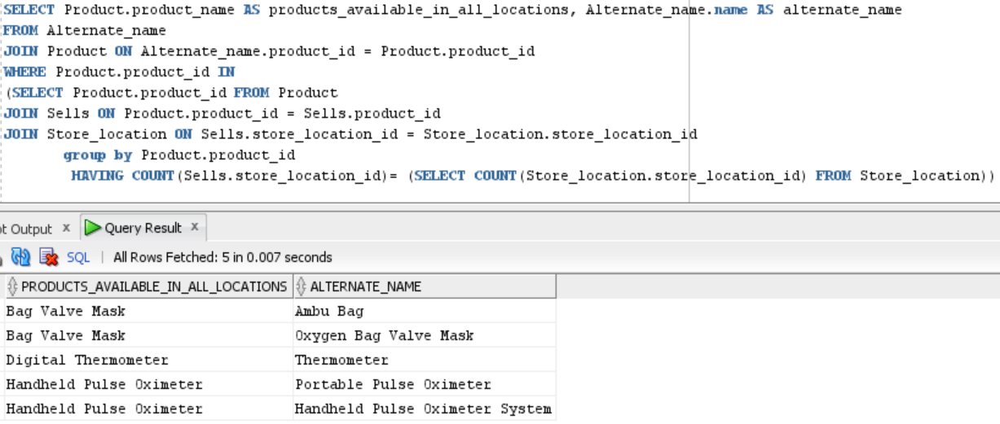 SELECT Product.product_name AS products_available_in_all_locations, Alternate_name.name AS alternate_name
FROM Alternate_name
JOIN Product ON Alternate_name.product_id = Product.product_id
WHERE Product.product_id IN
(SELECT Product.product_id FROM Product
JOIN Sells ON Product.product_id = Sells.product_id
JOIN Store_location ON Sells.store_location_id = Store_location.store_location_id
group by Product.product_id
HAVING COUNT(Sells.store_location_id)= (SELECT COUNT(Store_location.store_location_id) FROM Store_location))
pt Output x Query Result x
SQL | All Rows Fetched: 5 in 0.007 seconds
PRODUCTS_AVAILABLE_IN_ALL_LOCATIONS ALTERNATE_NAME
Bag Valve Mask Ambu Bag
Bag Valve Mask Oxygen Bag Valve Mask
Digital Thermometer Thermometer
Handheld Pulse Oximeter Portable Pulse Oximeter
Handheld Pulse Oximeter Handheld Pulse Oximeter System